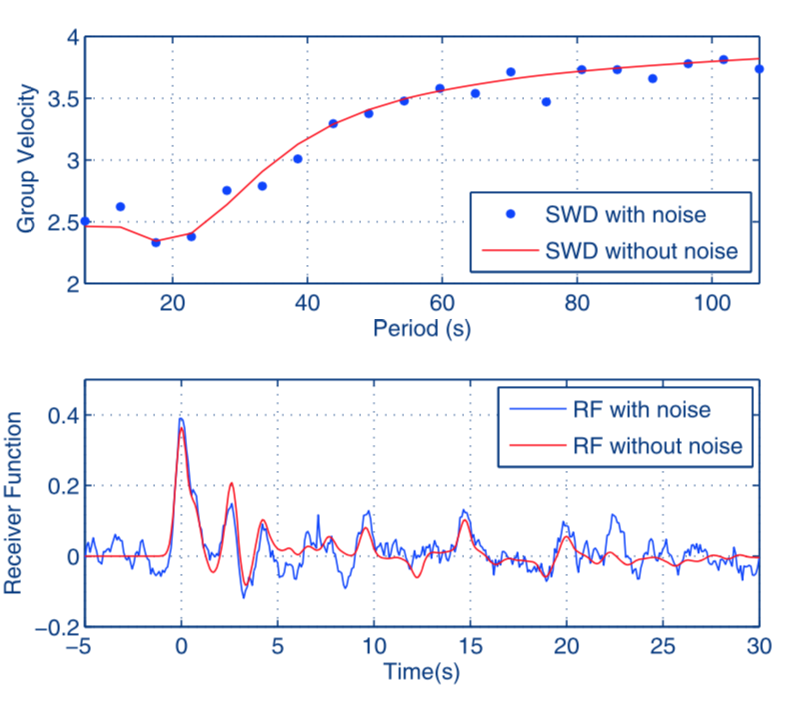 4
3.5
3
2.5
2
Group Velocity
SWD with noise
SWD without noise
20 40 60 80 100
Period (s)
0.4
0.2
0
−0.2
Receiver Function
RF with noise
RF without noise
−5 0 5 10 15 20 25 30
Time(s)